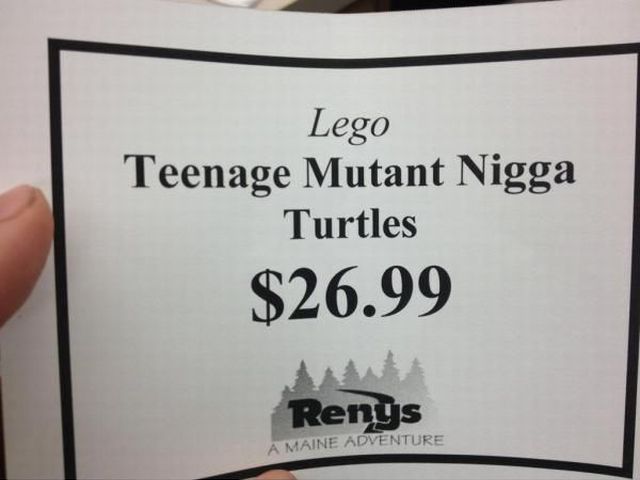 Lego
Teenage Mutant Nigga
Turtles
$26.99
Renys
A MAINE ADVENTURE